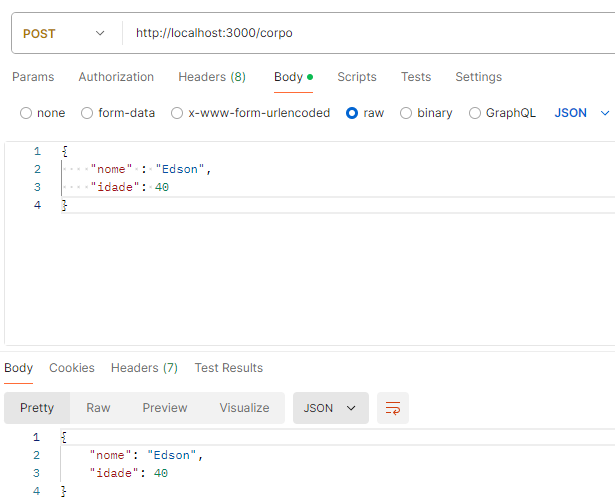 POST http://localhost:3000/corpo
Params Authorization Headers (8) Body Scripts Tests Settings
none form-data x-www-form-urlencoded raw binary GraphQL JSON
1 {
2 "nome" : "Edson",
3 "idade": 40
4 }
Body Cookies Headers (7) Test Results
Pretty Raw Preview Visualize JSON
1 {
2 "nome": "Edson",
3 "idade": 40
4 }